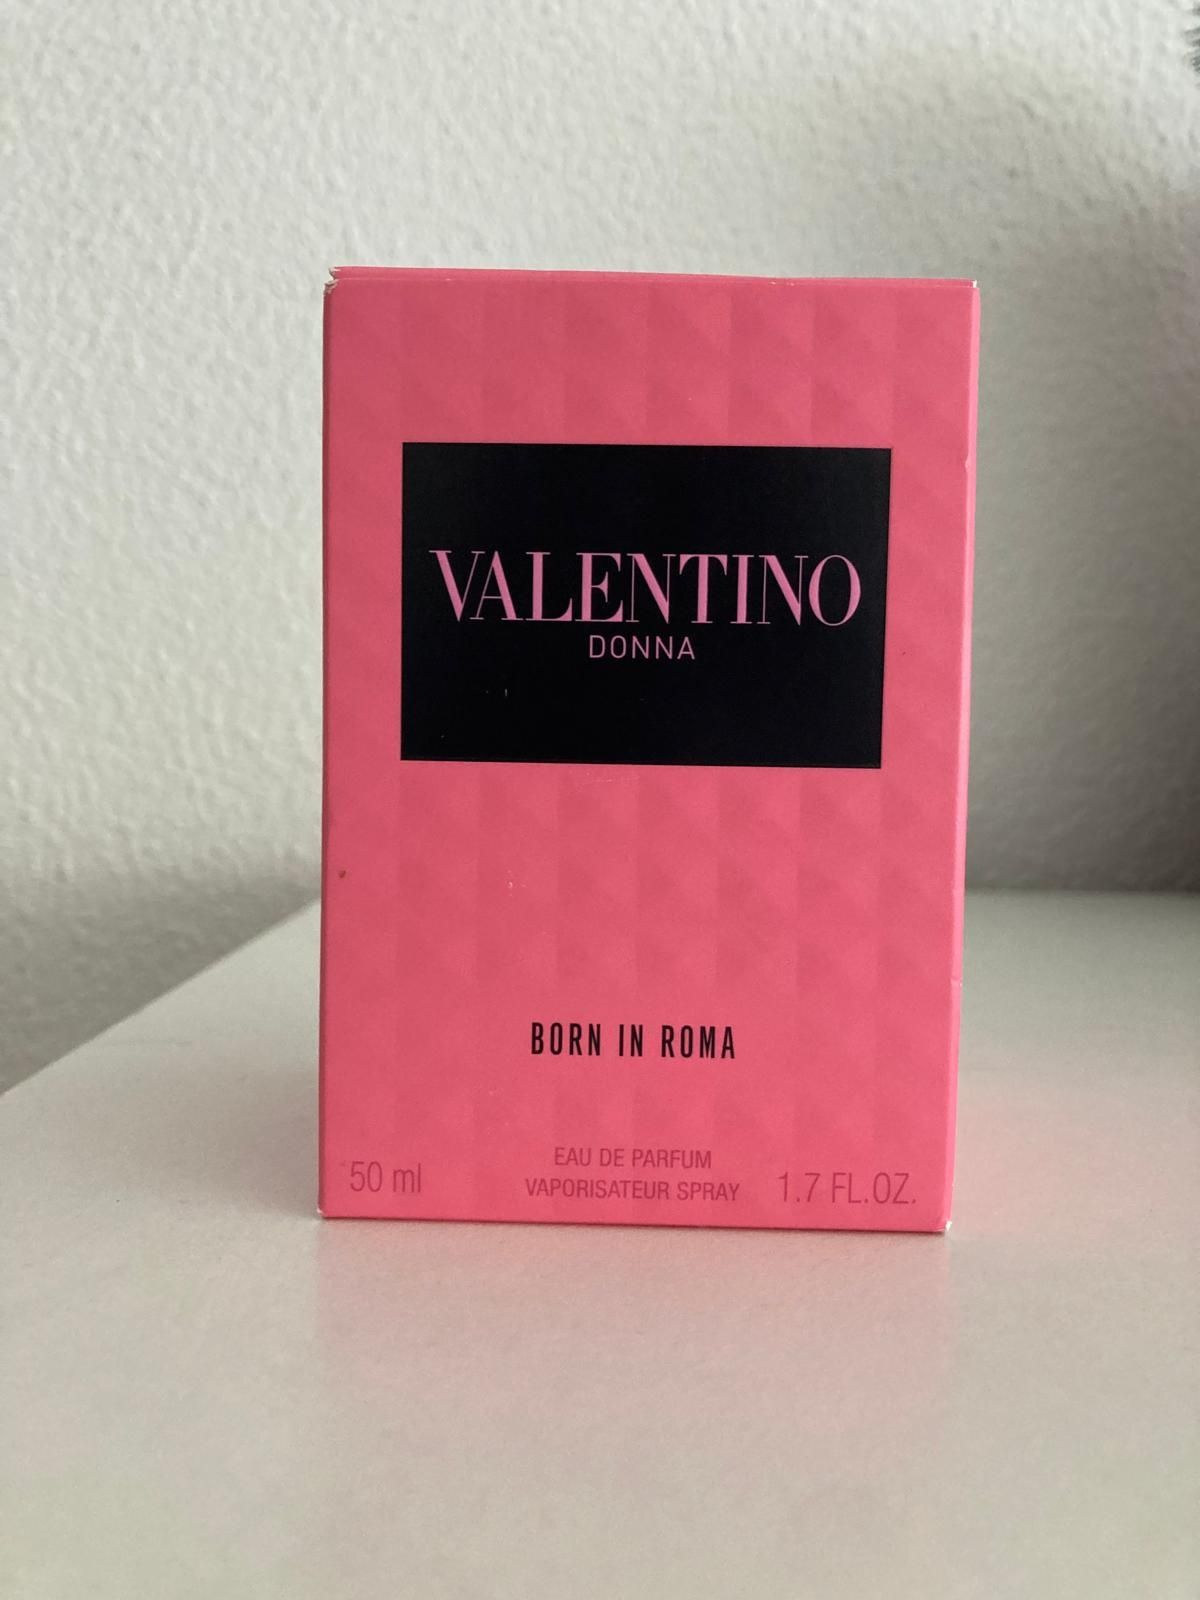 VALENTINO
DONNA
BORN IN ROMA
EAU DE PARFUM
50 ml VAPORISATEUR SPRAY 1.7 FL.OZ.